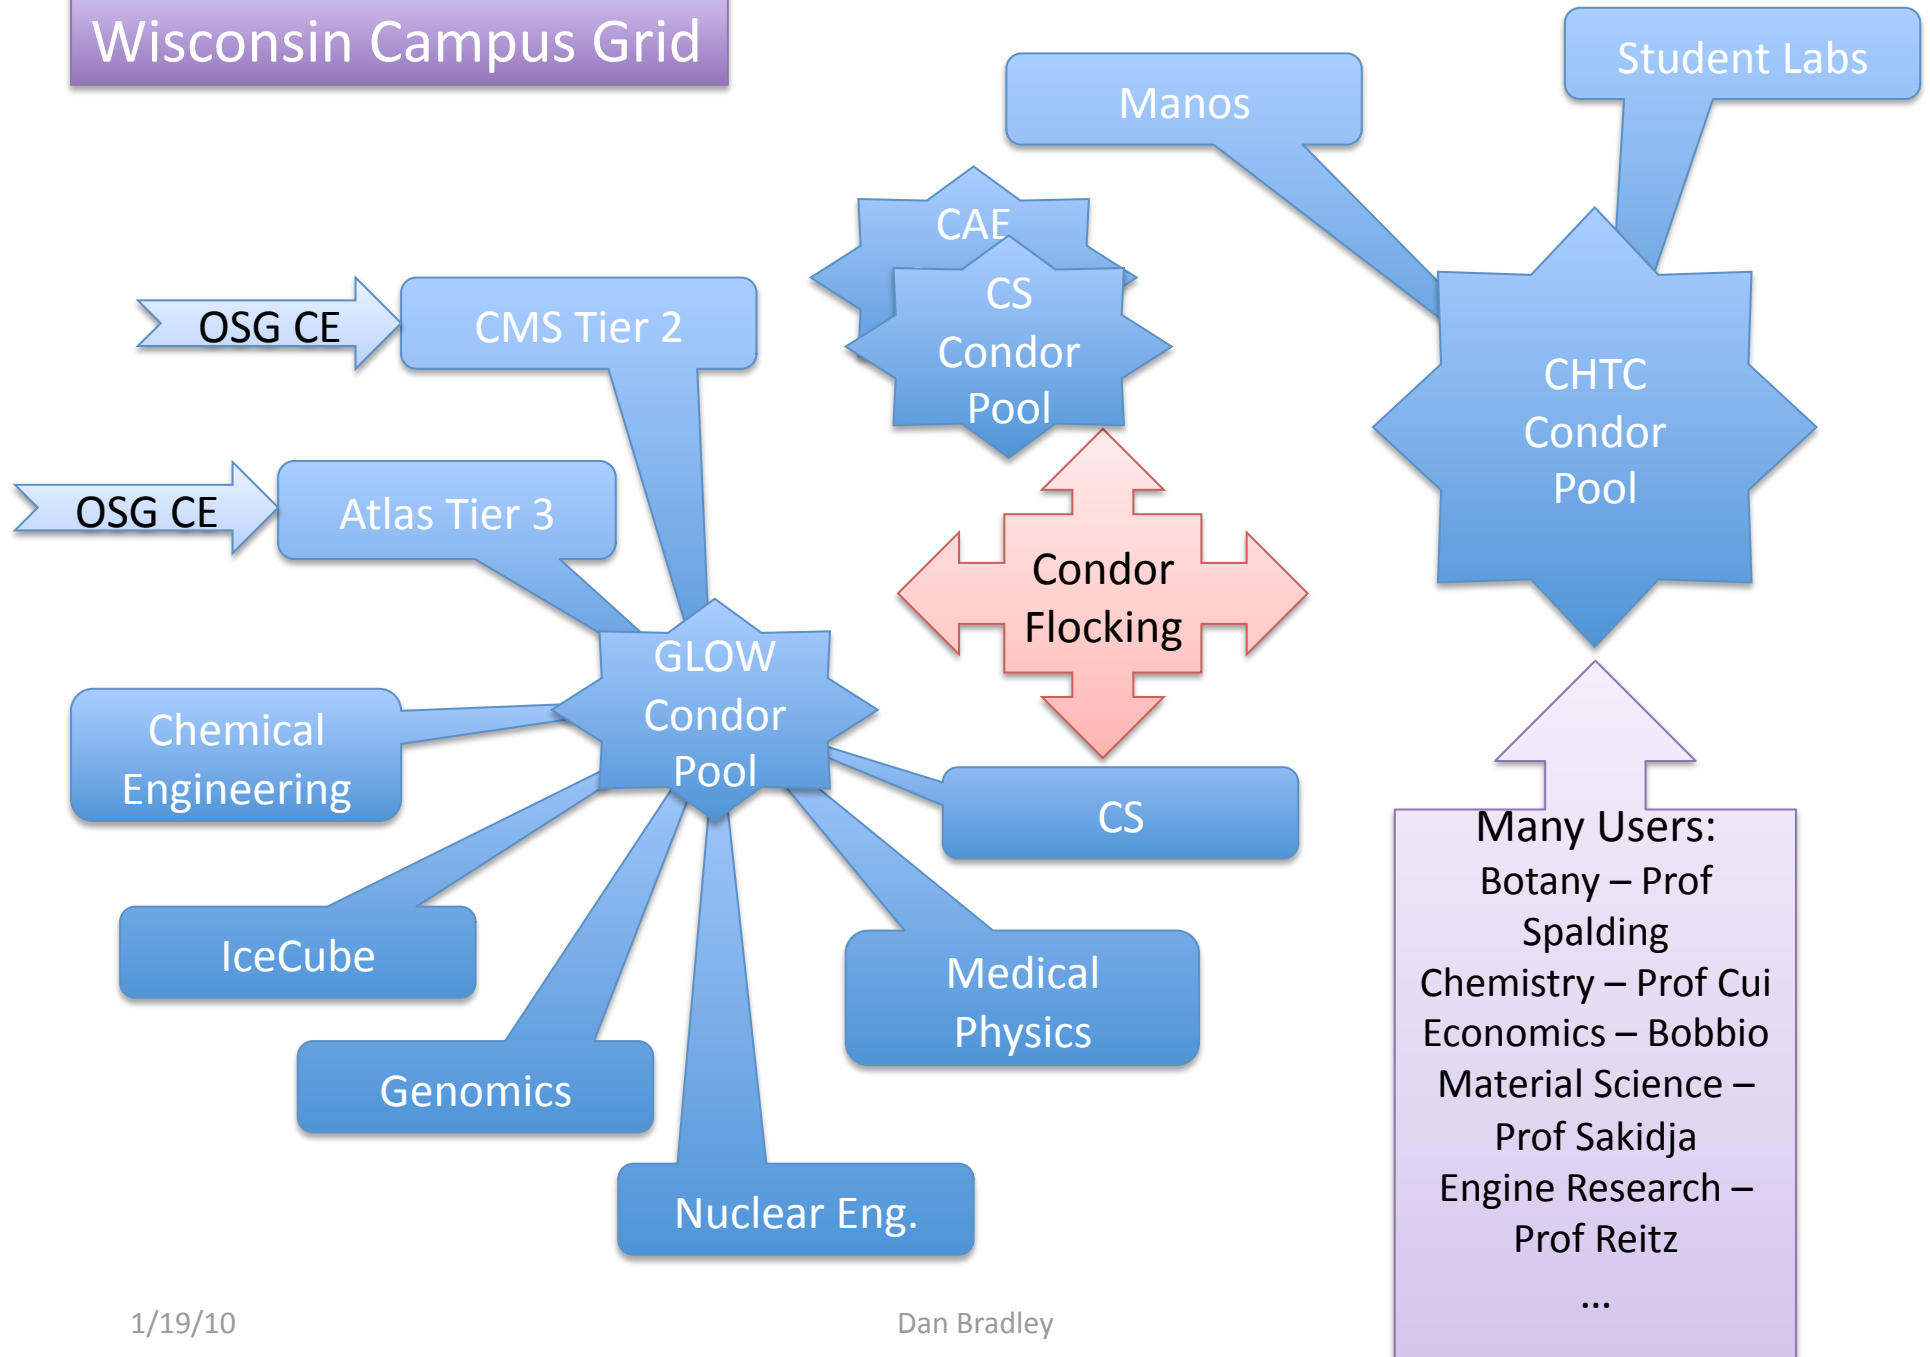 Wisconsin Campus Grid
Manos
Student Labs
CAE
CS
Condor
Pool
OSG CE
CMS Tier 2
CHTC
Condor
Pool
OSG CE
Atlas Tier 3
Condor
Flocking
GLOW
Condor
Pool
Chemical
Engineering
CS
IceCube
Medical
Physics
Genomics
Nuclear Eng.
Many Users:
Botany – Prof
Spalding
Chemistry – Prof Cui
Economics – Bobbio
Material Science –
Prof Sakidja
Engine Research –
Prof Reitz
...
1/19/10
Dan Bradley